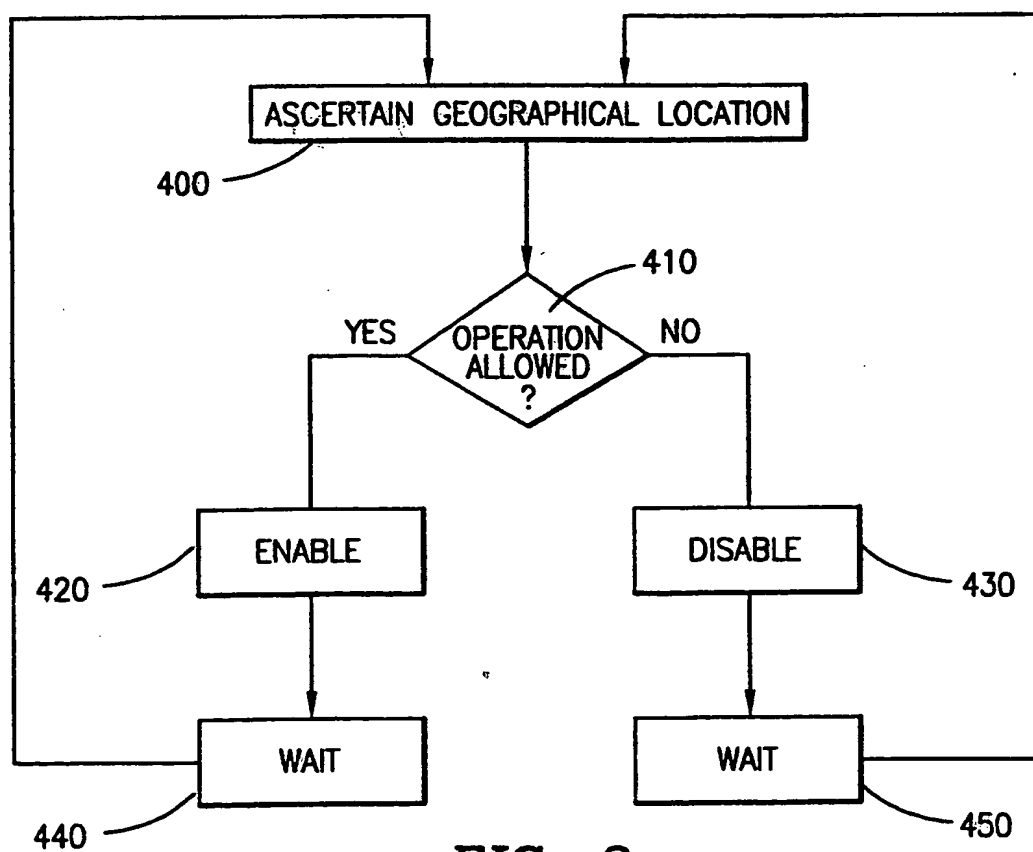 ASCERTAIN GEOGRAPHICAL LOCATION
400
410
YES
OPERATION
ALLOWED
?
NO
ENABLE
420
DISABLE
430
WAIT
440
WAIT
450